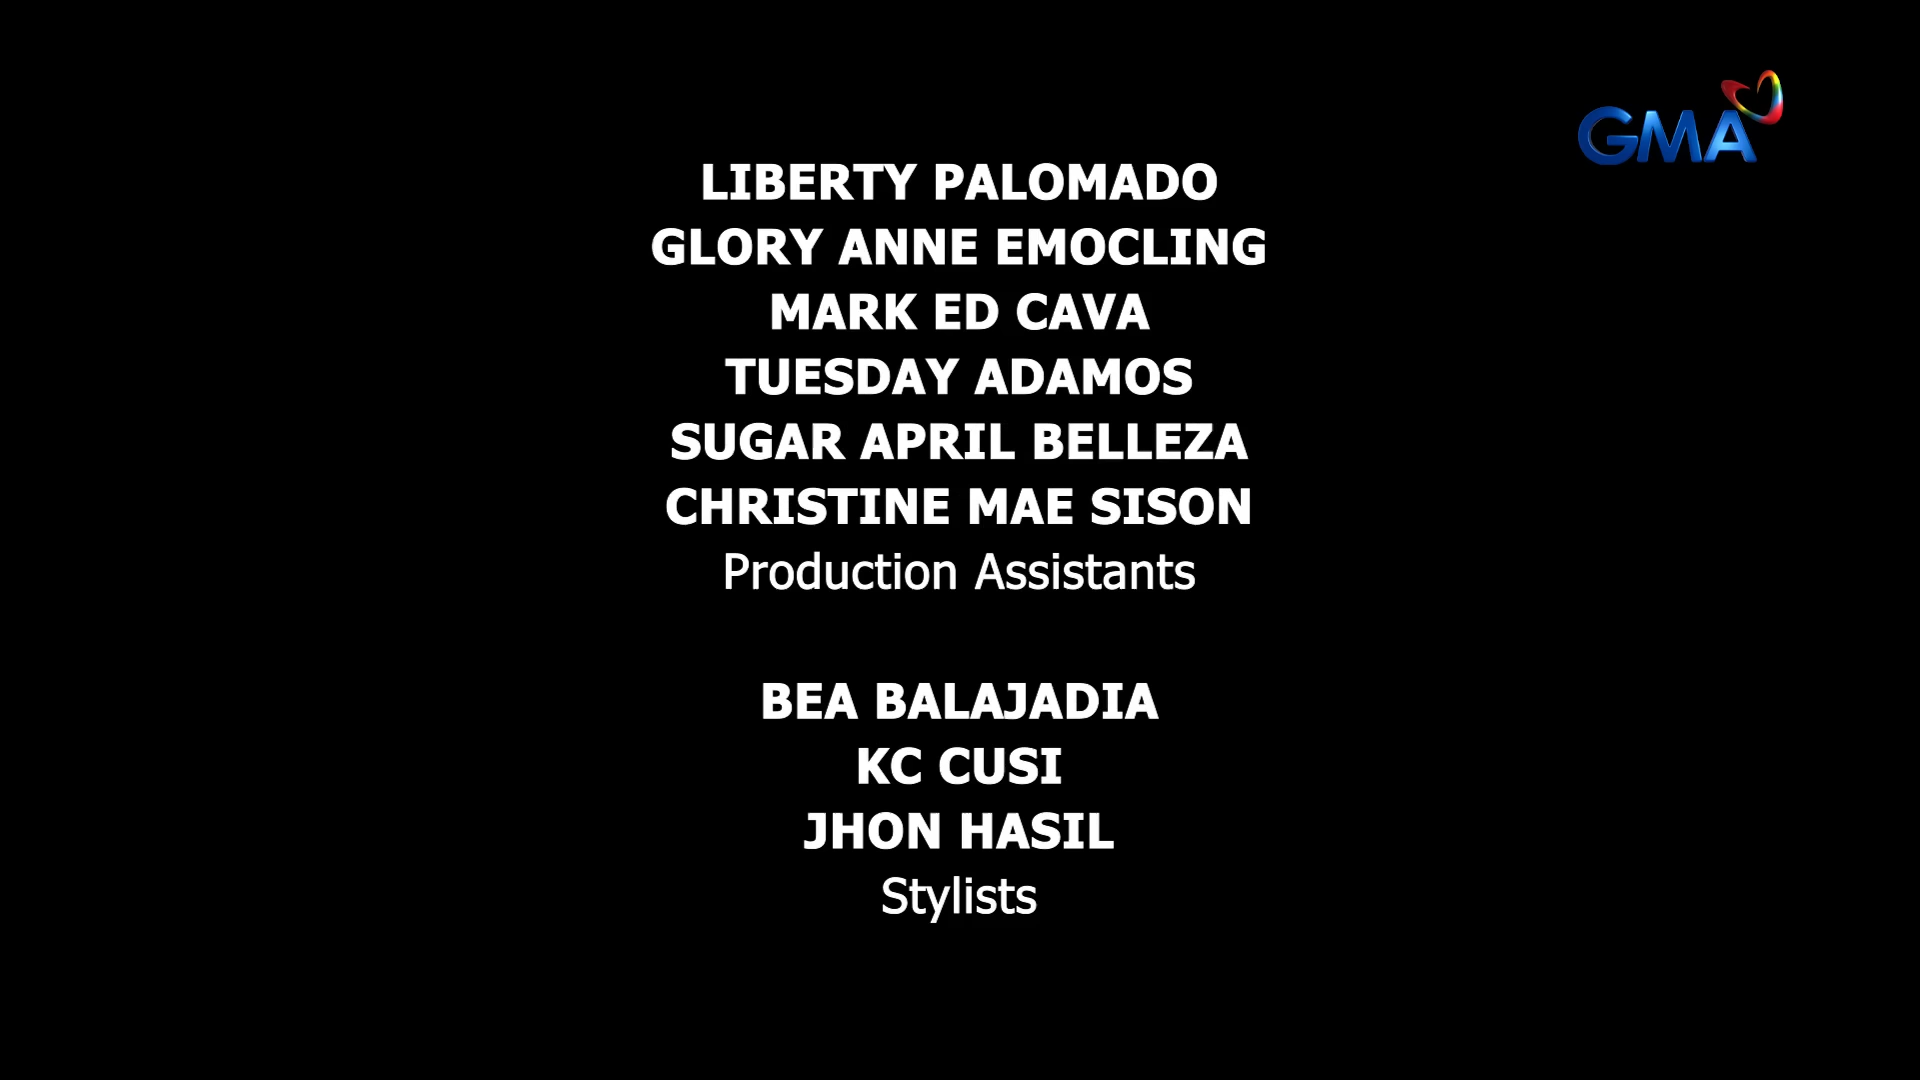 GMA
LIBERTY PALOMADO
GLORY ANNE EMOCLING
MARK ED CAVA
TUESDAY ADAMOS
SUGAR APRIL BELLEZA
CHRISTINE MAE SISON
Production Assistants
BEA BALAJADIA
KC CUSI
JHON HASIL
Stylists